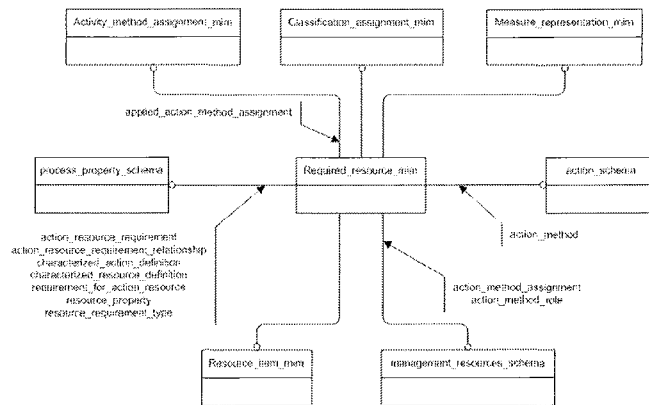 Activity_method_assignment_mim
Classification_assignment_mim
Measure_representation_mim
applied_action_method_assignment
process_property_schema
Required_resource_mim
action_schema
action_resource_requirement
action_resource_requirement_relationship
characterized_action_definition
characterized_resource_definition
requirement_for_action_resource
resource_property
resource_requirement_type
action_method
action_method_assignment
action_method_role
Resource_item_mim
management_resources_schema